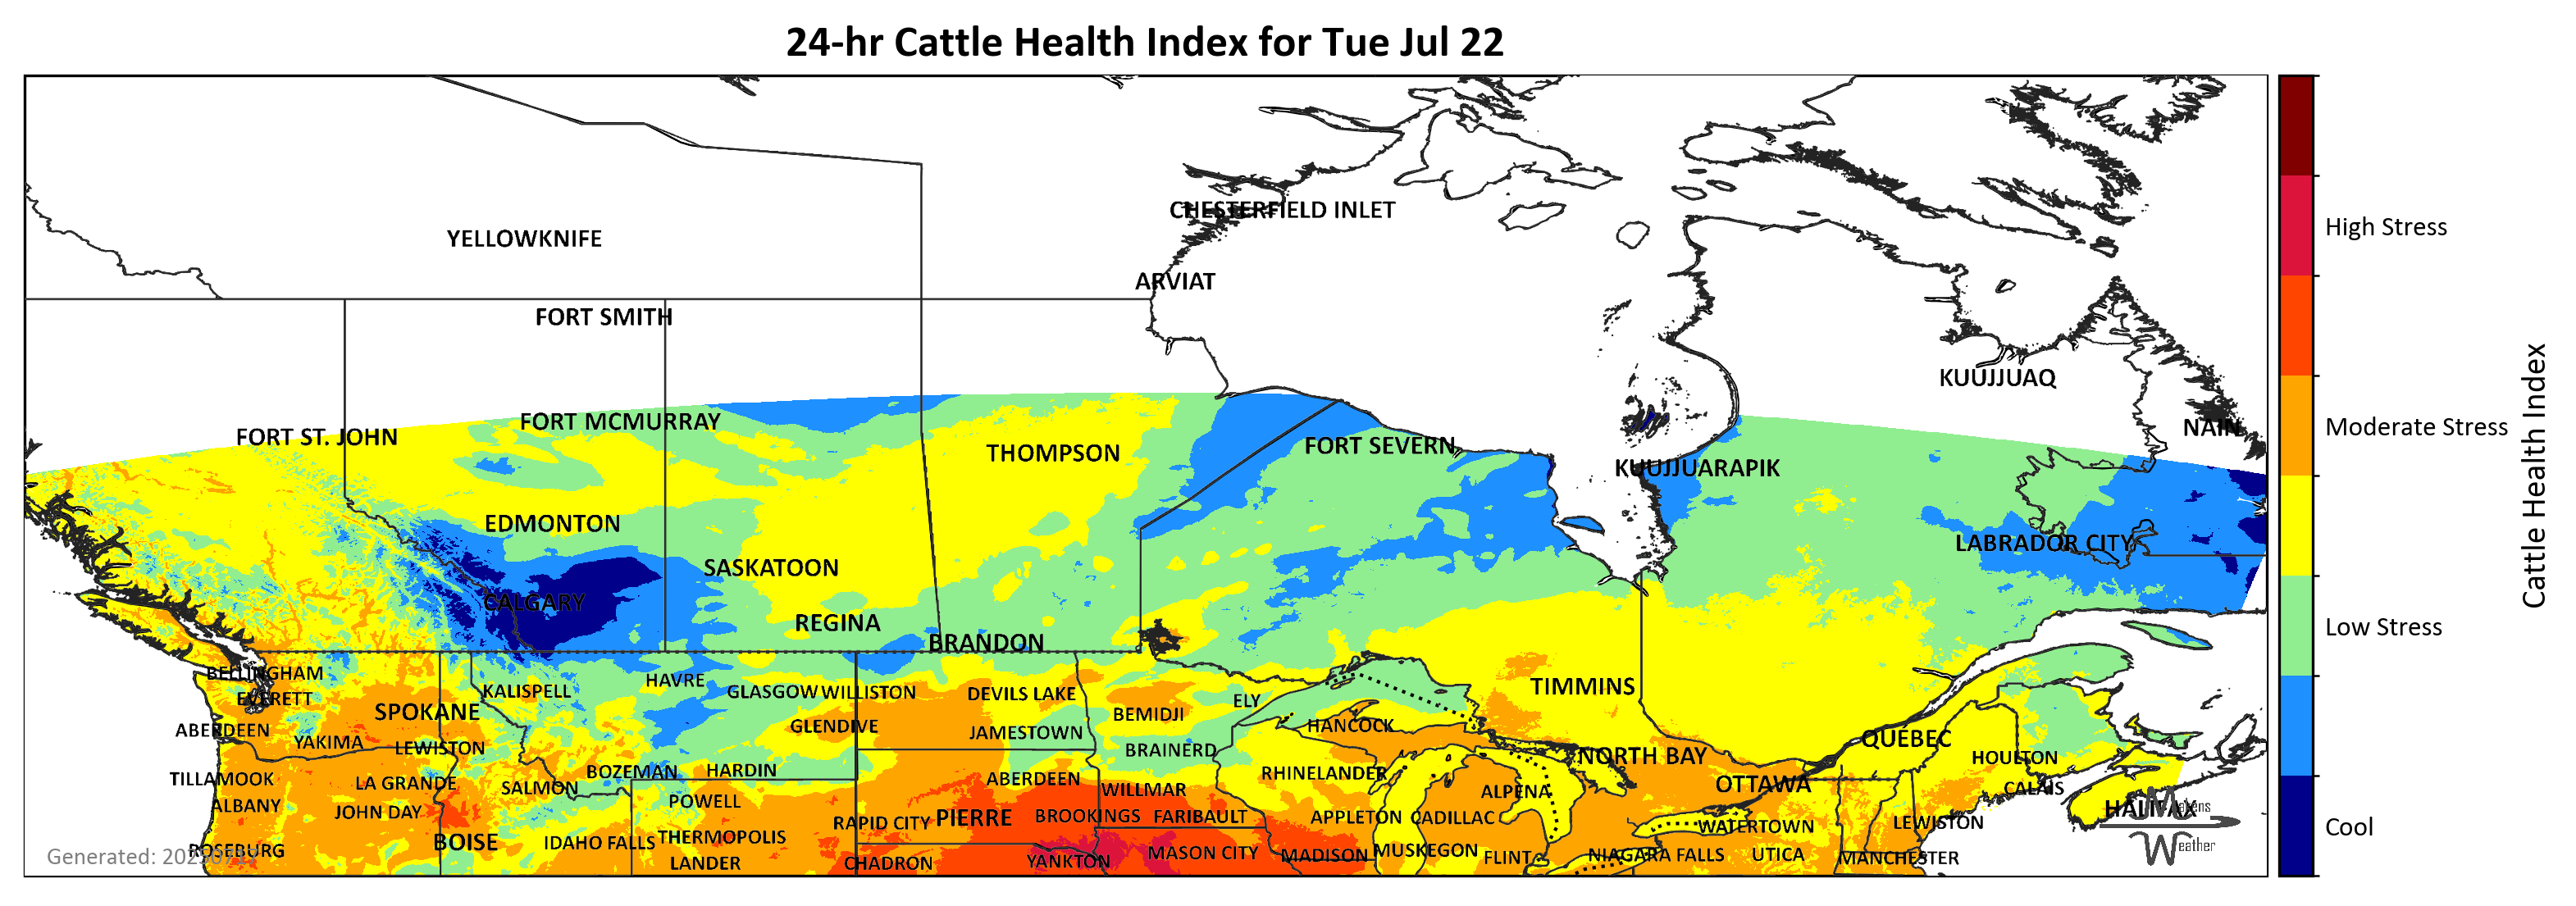 24-hr Cattle Health Index for Tue Jul 22
CHESTERFIELD INLET
YELLOWKNIFE
High Stress
ARVIAT
FORT SMITH
KUUJJUAQ
FORT MCMURRAY
NAIN
Moderate Stress
FORT ST. JOHN
FORT SEVERN
THOMPSON
KUUJJUARAPIK
Cattle Health Index
EDMONTON
LABRADOR CITY
SASKATOON
CALGARY
REGINA
Low Stress
BRANDON
BELLINGHAM
HAVRE
TIMMINS
KALISPELL
GLASGOW WILLISTON
DEVILS LAKE
EVERETT
ELY
SPOKANE
BEMIDJI
GLENDIVE
HANCOCK
ABERDEEN
JAMESTOWN
QUEBEC
YAKIMA
LEWISTON
BRAINERD
NORTH BAY
HOULTON
BOZEMAN
HARDIN
RHINELANDER
TILLAMOOK
LA GRANDE
ABERDEEN
OTTAWA
SALMON
WILLMAR
ALPENA
CALAIS
POWELL
ALBANY
JOHN DAY
HALIFAX
Makens
Weather
RAPID CITY
PIERRE
BROOKINGS
FARIBAULT
APPLETON
CADILLAC
WATERTOWN
LEWISTON
Cool
BOISE
IDAHO FALLS
THERMOPOLIS
ROSEBURG
MUSKEGON
MASON CITY
MADISON
FLINT
NIAGARA FALLS
UTICA
MANCHESTER
LANDER
CHADRON
YANKTON
Generated: